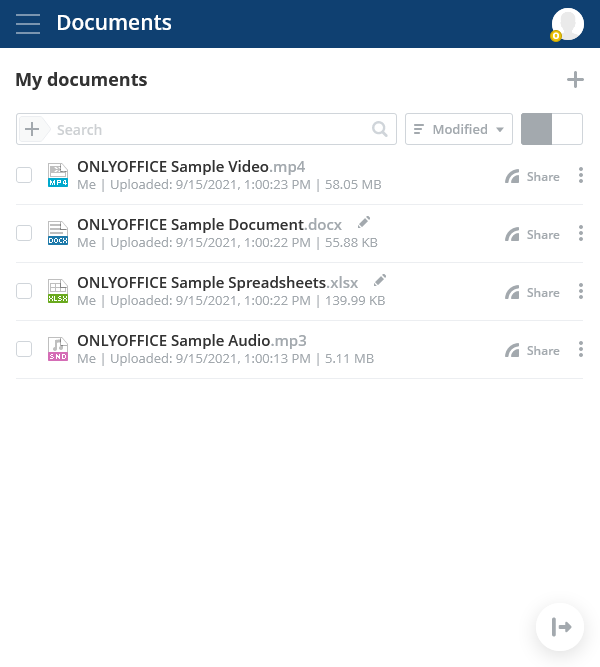 Documents
My documents
Search
Modified
ONLYOFFICE Sample Video.mp4
MP4
Me | Uploaded: 9/15/2021, 1:00:23 PM | 58.05 MB
Share
ONLYOFFICE Sample Document.docx
DOCX
Me | Uploaded: 9/15/2021, 1:00:22 PM | 55.88 KB
Share
ONLYOFFICE Sample Spreadsheets.xlsx
XLSX
Me | Uploaded: 9/15/2021, 1:00:22 PM | 139.99 KB
Share
ONLYOFFICE Sample Audio.mp3
SND
Me | Uploaded: 9/15/2021, 1:00:13 PM | 5.11 MB
Share